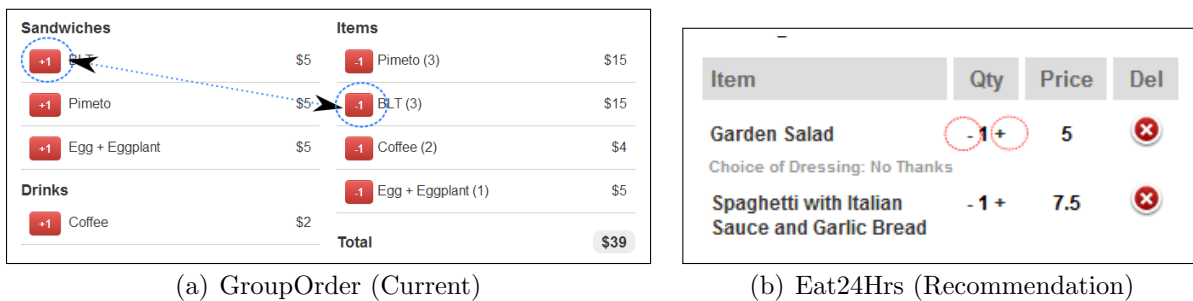 Sandwiches
+1 BLT $5
+1 Pimeto $5
+1 Egg + Eggplant $5
Drinks
+1 Coffee $2
Items
-1 Pimeto (3) $15
-1 BLT (3) $15
-1 Coffee (2) $4
-1 Egg + Eggplant (1) $5
Total $39
(a) GroupOrder (Current)
Item Qty Price Del
Garden Salad - 1 + 5
Choice of Dressing: No Thanks
Spaghetti with Italian - 1 + 7.5
Sauce and Garlic Bread
(b) Eat24Hrs (Recommendation)